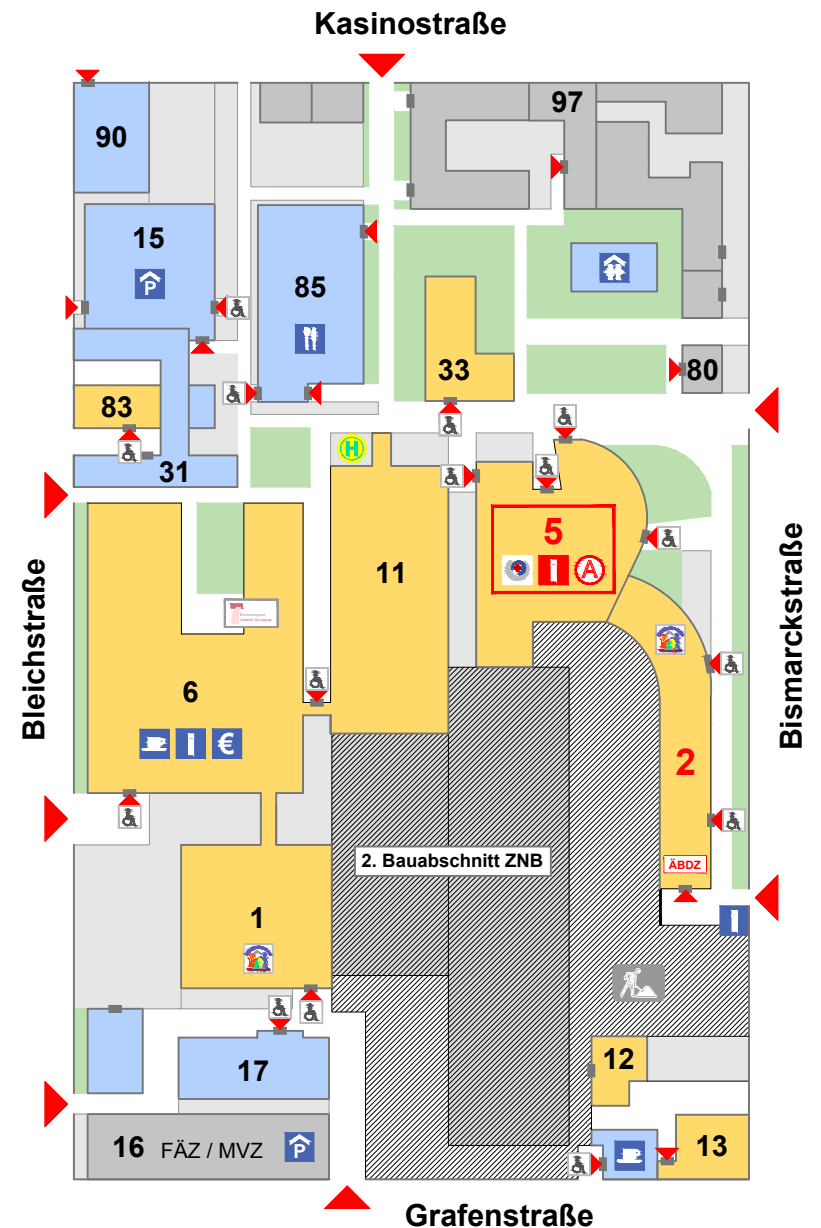 Kasinostraße
90
97
15
P
85
33
80
83
31
H
5
A
11
Bleichstraße
Bismarckstraße
6
€
2
2. Bauabschnitt ZNB
ÄBDZ
1
12
17
16 FÄZ / MVZ P
13
Grafenstraße